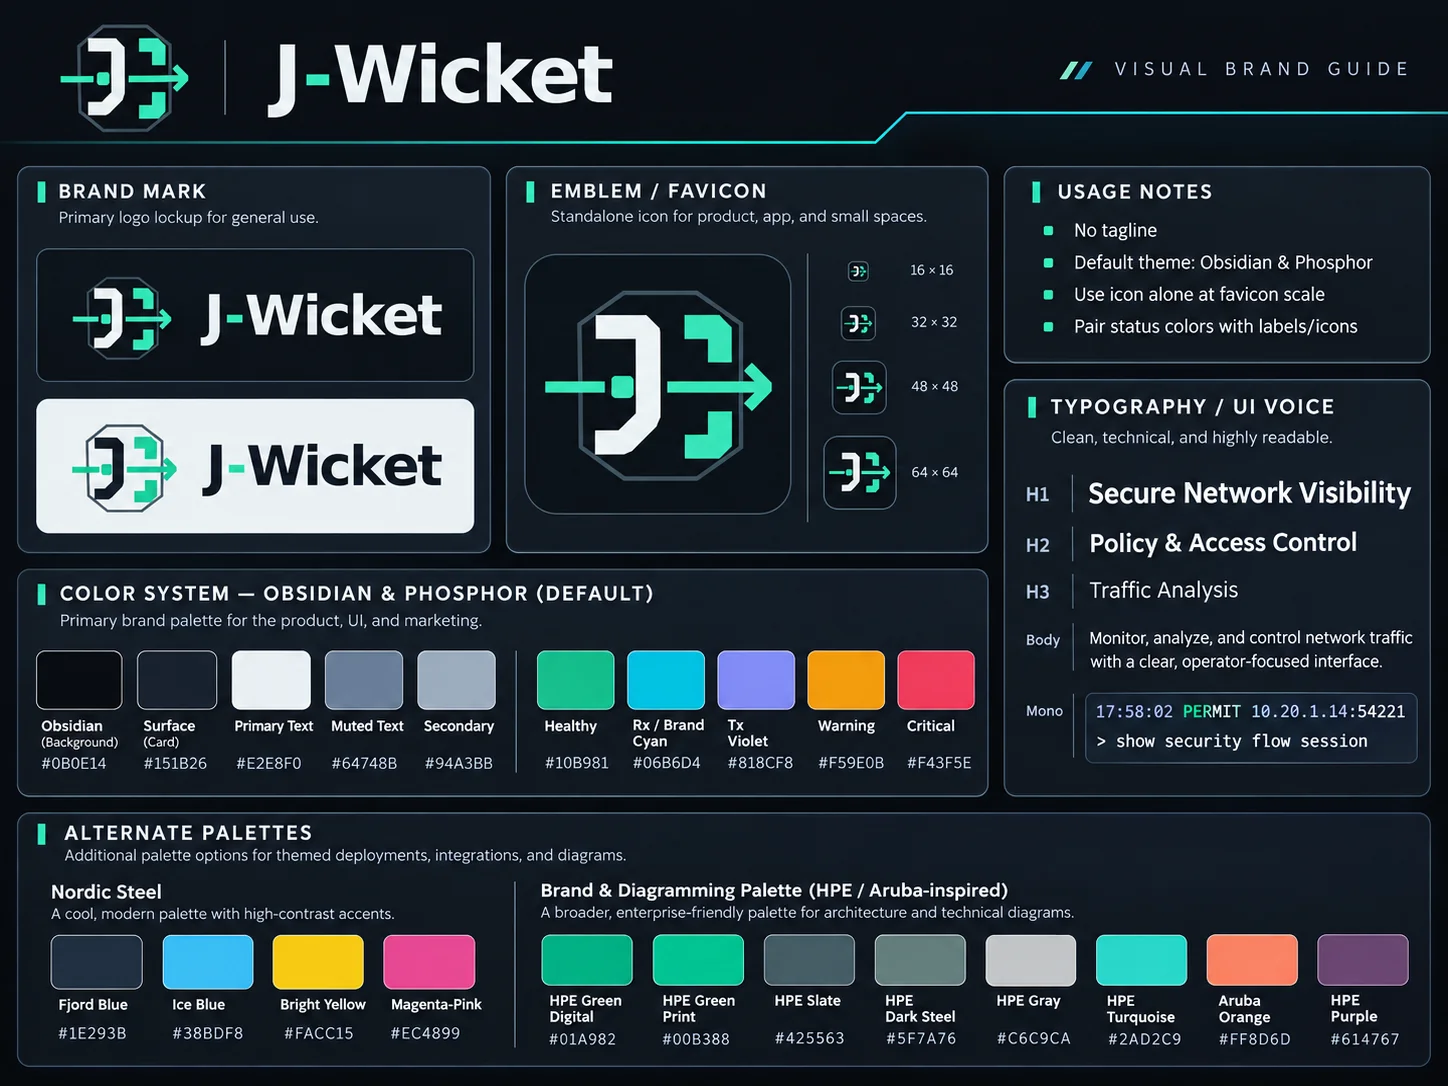 J-Wicket
VISUAL BRAND GUIDE
BRAND MARK
Primary logo lockup for general use.
J-Wicket
J-Wicket
EMBLEM / FAVICON
Standalone icon for product, app, and small spaces.
16 × 16
32 × 32
48 × 48
64 × 64
USAGE NOTES
No tagline
Default theme: Obsidian & Phosphor
Use icon alone at favicon scale
Pair status colors with labels/icons
TYPOGRAPHY / UI VOICE
Clean, technical, and highly readable.
H1 Secure Network Visibility
H2 Policy & Access Control
H3 Traffic Analysis
Body Monitor, analyze, and control network traffic
with a clear, operator-focused interface.
Mono 17:58:02 PERMIT 10.20.1.14:54221
> show security flow session
COLOR SYSTEM — OBSIDIAN & PHOSPHOR (DEFAULT)
Primary brand palette for the product, UI, and marketing.
Obsidian
(Background)
#0B0E14
Surface
(Card)
#151B26
Primary Text
#E2E8F0
Muted Text
#64748B
Secondary
#94A3BB
Healthy
#10B981
Rx / Brand
Cyan
#06B6D4
Tx
Violet
#818CF8
Warning
#F59E0B
Critical
#F43F5E
ALTERNATE PALETTES
Additional palette options for themed deployments, integrations, and diagrams.
Nordic Steel
A cool, modern palette with high-contrast accents.
Fjord Blue
#1E293B
Ice Blue
#38BDF8
Bright Yellow
#FACC15
Magenta-Pink
#EC4899
Brand & Diagramming Palette (HPE / Aruba-inspired)
A broader, enterprise-friendly palette for architecture and technical diagrams.
HPE Green
Digital
#01A982
HPE Green
Print
#00B388
HPE Slate
#425563
HPE
Dark Steel
#5F7A76
HPE Gray
#C6C9CA
HPE
Turquoise
#2AD2C9
Aruba
Orange
#FF8D6D
HPE
Purple
#614767